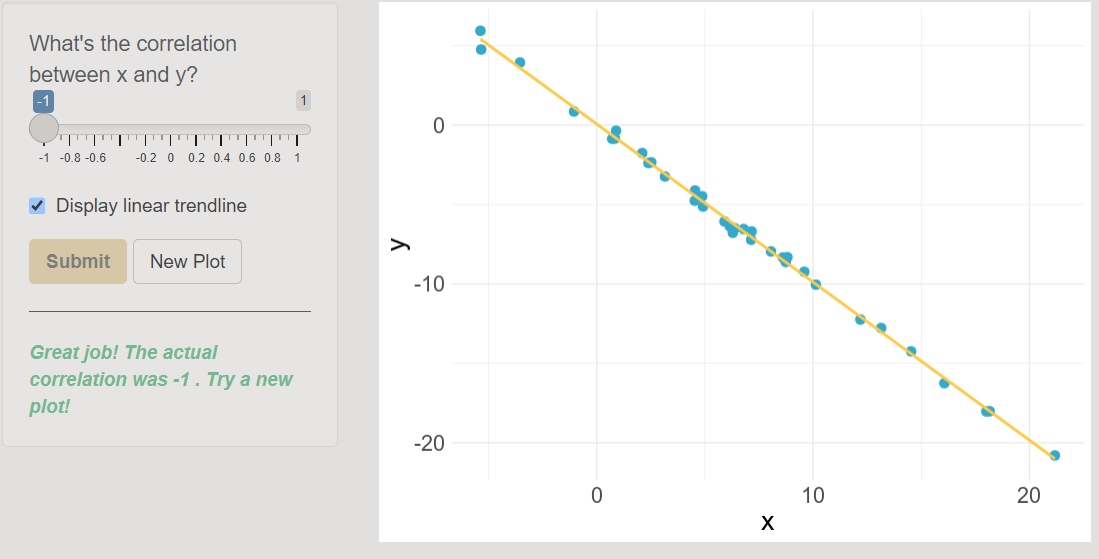 What's the correlation
between x and y?
-1 1
-1 -0.8 -0.6 -0.2 0 0.2 0.4 0.6 0.8 1
Display linear trendline
Submit New Plot
Great job! The actual
correlation was -1 . Try a new
plot!
y
0
-10
-20
0 10 20
x